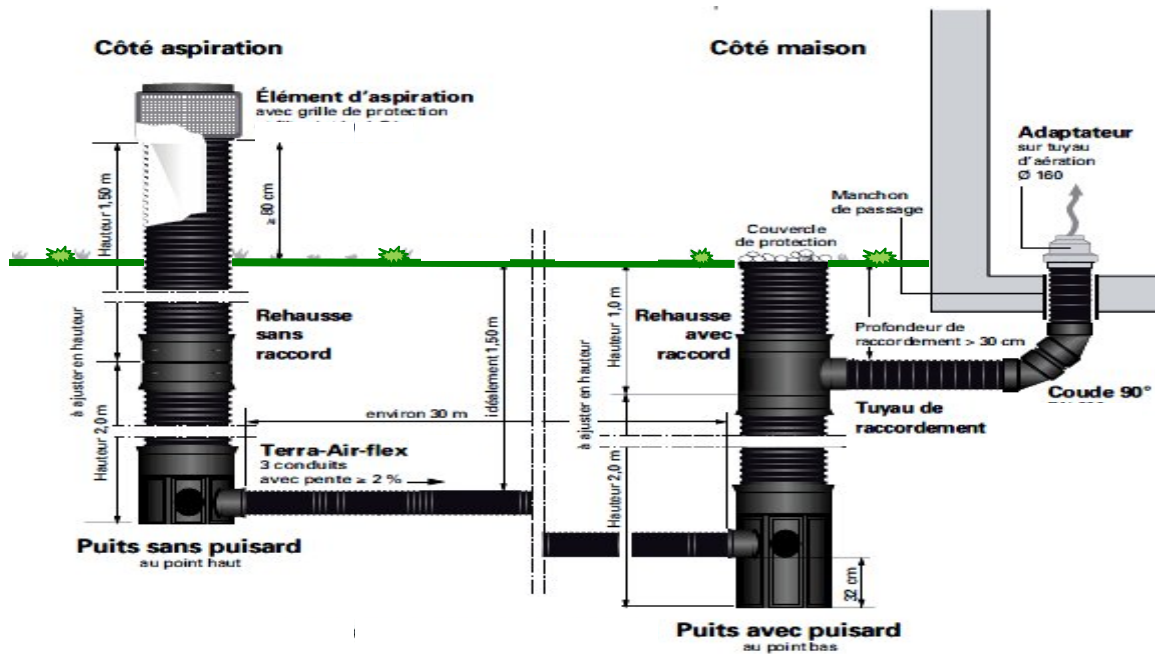 Côté aspiration
Côté maison
Élément d'aspiration
avec grille de protection
Adaptateur
sur tuyau
d'aération
Ø 160
Manchon
de passage
Couvercle
de protection
Hauteur 1,50 m
≥ 80 cm
à ajuster en hauteur
Rehausse
sans
raccord
Hauteur 2,0 m
environ 30 m
idéalement 1,50 m
Terra-Air-flex
3 conduits
avec pente ≥ 2 %
Puits sans puisard
au point haut
à ajuster en hauteur
Hauteur 1,0 m
Rehausse
avec
raccord
Profondeur de
raccordement > 30 cm
Coude 90°
Tuyau de
raccordement
Hauteur 2,0 m
32 cm
Puits avec puisard
au point bas